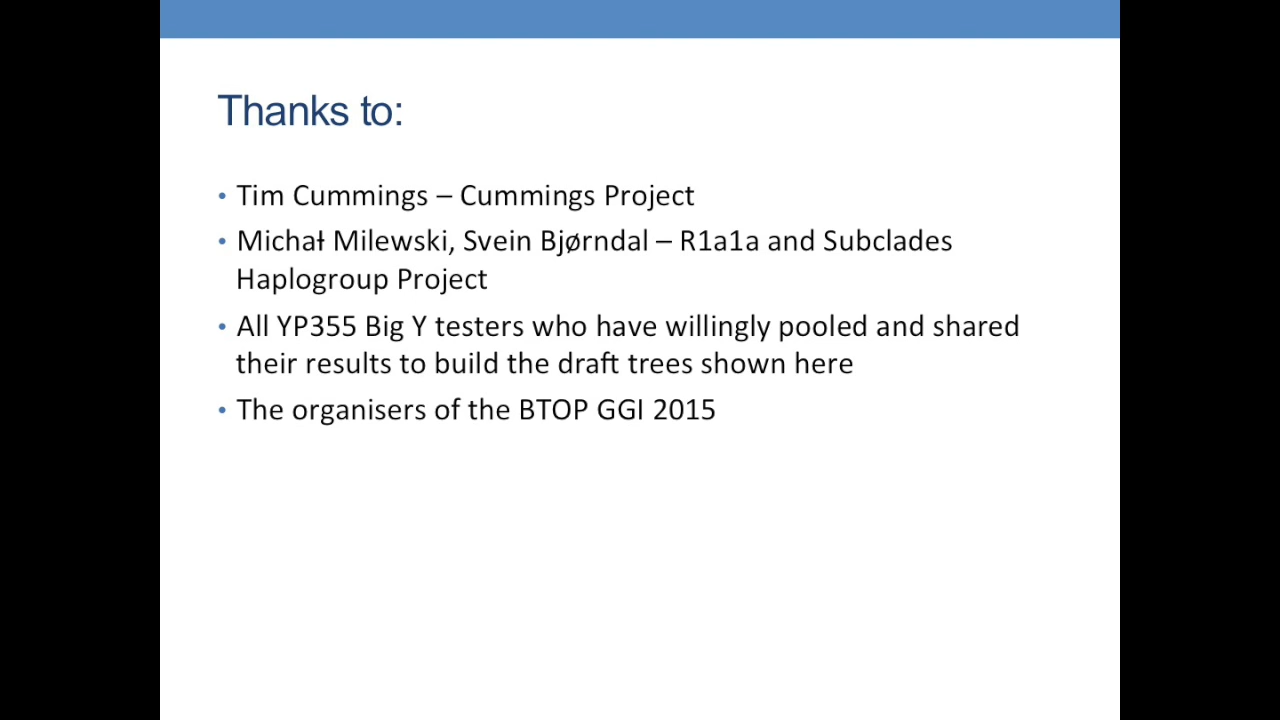 Thanks to:
• Tim Cummings – Cummings Project
• Michał Milewski, Svein Bjørndal – R1a1a and Subclades
Haplogroup Project
• All YP355 Big Y testers who have willingly pooled and shared
their results to build the draft trees shown here
• The organisers of the BTOP GGI 2015